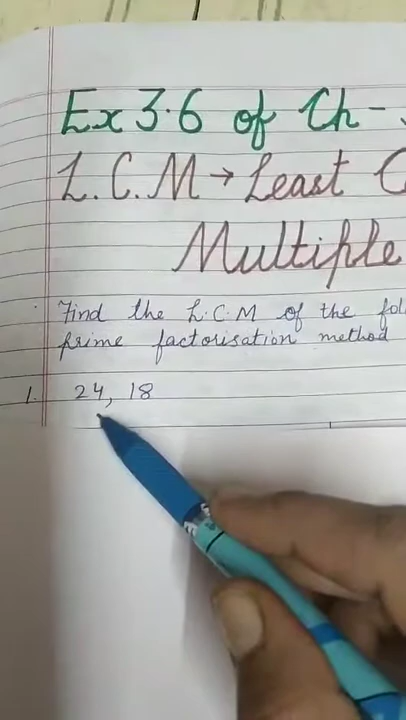 Ex 3.6 of Ch-
L.C.M → Least
Multiple
Find the L.C.M of the
prime factorisation method
1. 24, 18